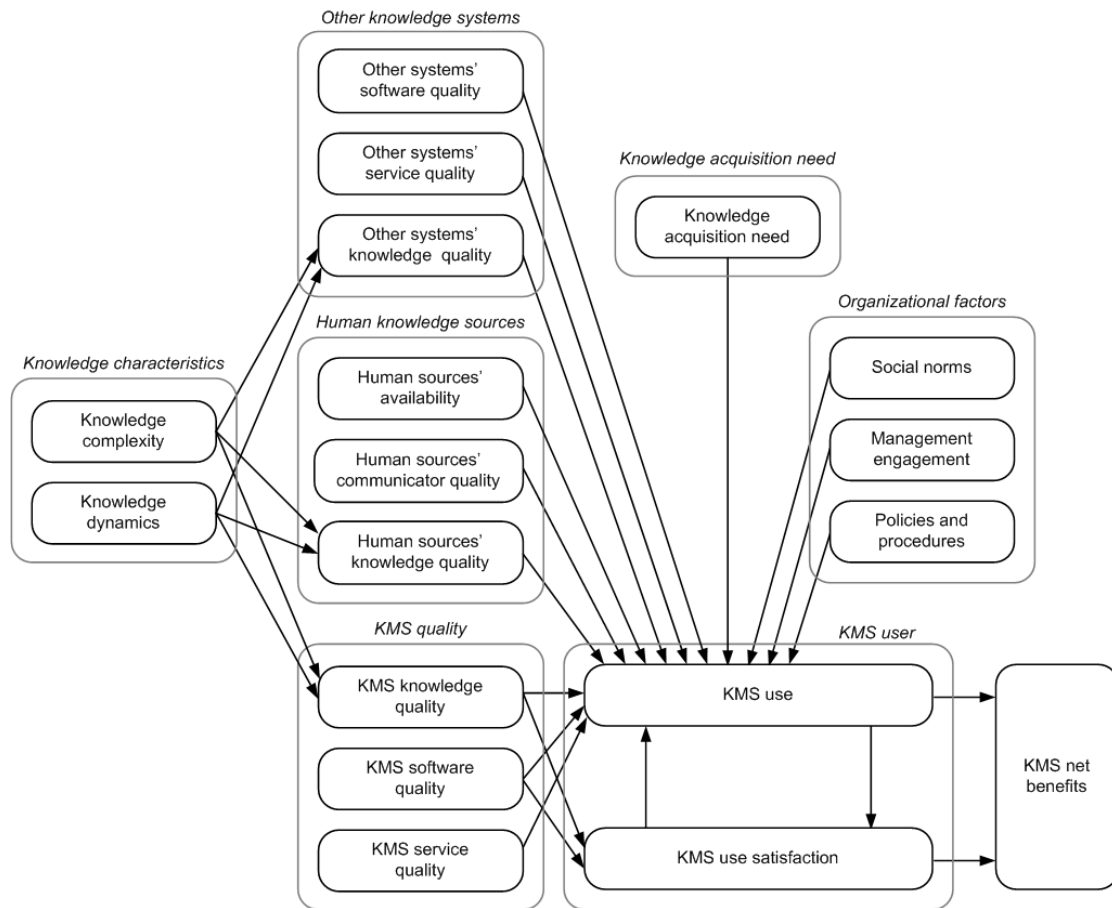 Other knowledge systems
Other systems'
software quality
Other systems'
service quality
Other systems'
knowledge quality
Knowledge acquisition need
Knowledge
acquisition need
Organizational factors
Social norms
Management
engagement
Policies and
procedures
Human knowledge sources
Human sources'
availability
Human sources'
communicator quality
Human sources'
knowledge quality
Knowledge characteristics
Knowledge
complexity
Knowledge
dynamics
KMS quality
KMS knowledge
quality
KMS software
quality
KMS service
quality
KMS user
KMS use
KMS use satisfaction
KMS net
benefits